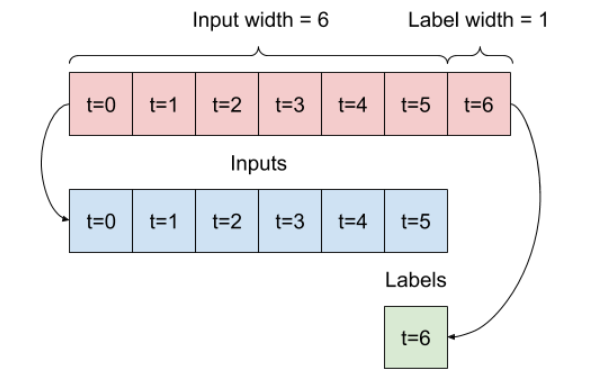 Input width = 6 Label width = 1
t=0 t=1 t=2 t=3 t=4 t=5 t=6
Inputs
t=0 t=1 t=2 t=3 t=4 t=5
Labels
t=6